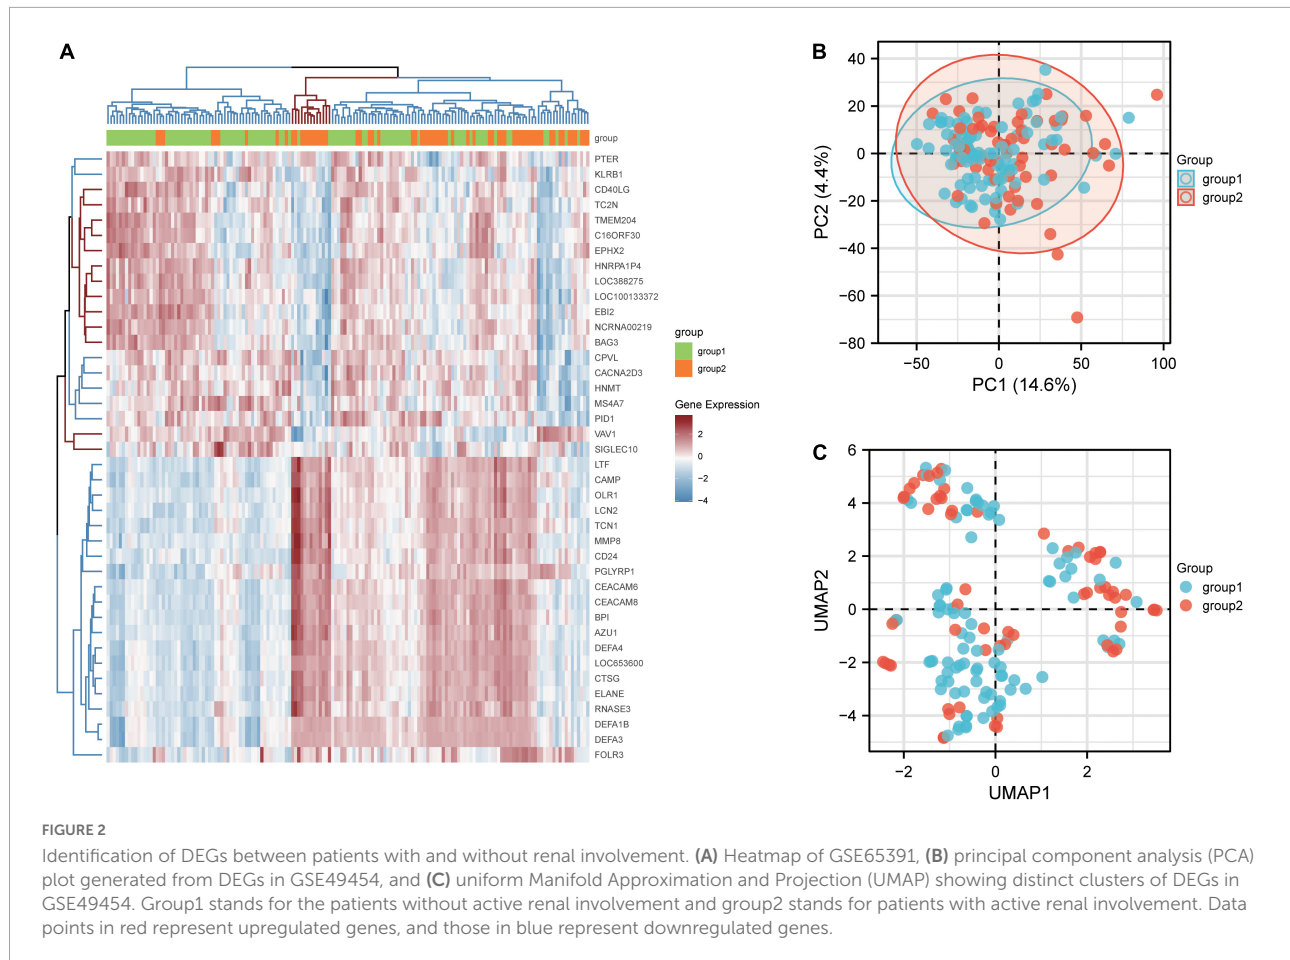 A
group
PTER
KLRB1
CD40LG
TC2N
TMEM204
C16ORF30
EPHX2
HNRPA1P4
LOC388275
LOC100133372
EBI2
NCRNA00219
BAG3
CPVL
CACNA2D3
HNMT
MS4A7
PID1
VAV1
SIGLEC10
LTF
CAMP
OLR1
LCN2
TCN1
MMP8
CD24
PGLYRP1
CEACAM6
CEACAM8
BPI
AZU1
DEFA4
LOC653600
CTSG
ELANE
RNASE3
DEFA1B
DEFA3
FOLR3
group
group1
group2
Gene Expression
2
0
−2
−4
B
40
20
0
−20
−40
−60
−80
PC2 (4.4%)
−50 0 50 100
PC1 (14.6%)
Group
group1
group2
C
6
4
2
0
−2
−4
UMAP2
−2 0 2
UMAP1
Group
group1
group2
FIGURE 2
Identification of DEGs between patients with and without renal involvement. (A) Heatmap of GSE65391, (B) principal component analysis (PCA)
plot generated from DEGs in GSE49454, and (C) uniform Manifold Approximation and Projection (UMAP) showing distinct clusters of DEGs in
GSE49454. Group1 stands for the patients without active renal involvement and group2 stands for patients with active renal involvement. Data
points in red represent upregulated genes, and those in blue represent downregulated genes.